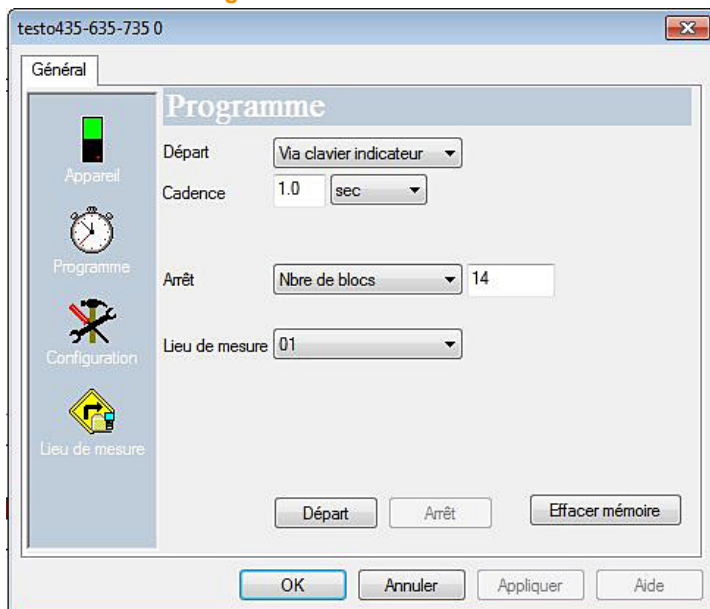 testo435-635-735 0
Général
Programme
Appareil
Programme
Configuration
Lieu de mesure
Départ Via clavier indicateur
Cadence 1.0 sec
Arrêt Nbre de blocs 14
Lieu de mesure 01
Départ Arrêt Effacer mémoire
OK Annuler Appliquer Aide